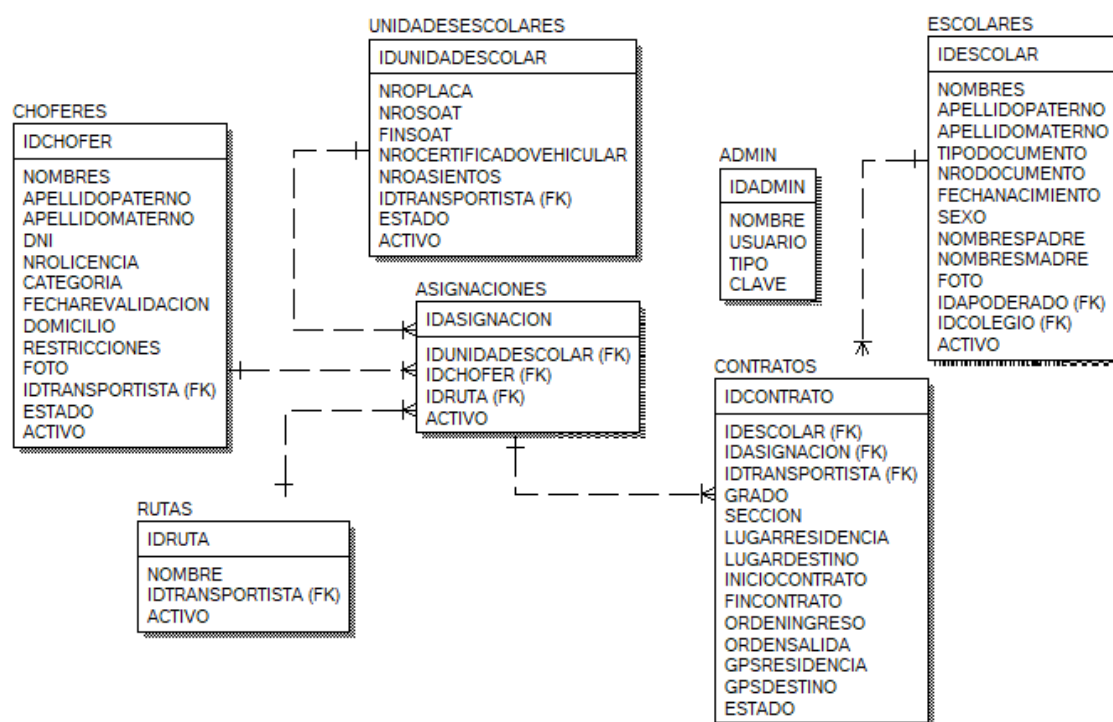 UNIDADESESCOLARES
IDUNIDADESCOLAR
NROPLACA
NROSOAT
FINSOAT
NROCERTIFICADOVEHICULAR
NROASIENTOS
IDTRANSPORTISTA (FK)
ESTADO
ACTIVO
ESCOLARES
IDESCOLAR
NOMBRES
APELLIDOPATERNO
APELLIDOMATERNO
TIPODOCUMENTO
NRODOCUMENTO
FECHANACIMIENTO
SEXO
NOMBRESPADRE
NOMBRESMADRE
FOTO
IDAPODERADO (FK)
IDCOLEGIO (FK)
ACTIVO
CHOFERES
IDCHOFER
NOMBRES
APELLIDOPATERNO
APELLIDOMATERNO
DNI
NROLICENCIA
CATEGORIA
FECHAREVALIDACION
DOMICILIO
RESTRICCIONES
FOTO
IDTRANSPORTISTA (FK)
ESTADO
ACTIVO
ADMIN
IDADMIN
NOMBRE
USUARIO
TIPO
CLAVE
ASIGNACIONES
IDASIGNACION
IDUNIDADESCOLAR (FK)
IDCHOFER (FK)
IDRUTA (FK)
ACTIVO
CONTRATOS
IDCONTRATO
IDESCOLAR (FK)
IDASIGNACION (FK)
IDTRANSPORTISTA (FK)
GRADO
SECCION
LUGARRESIDENCIA
LUGARDESTINO
INICIOCONTRATO
FINCONTRATO
ORDENINGRESO
ORDENSALIDA
GPSRESIDENCIA
GPSDESTINO
ESTADO
RUTAS
IDRUTA
NOMBRE
IDTRANSPORTISTA (FK)
ACTIVO